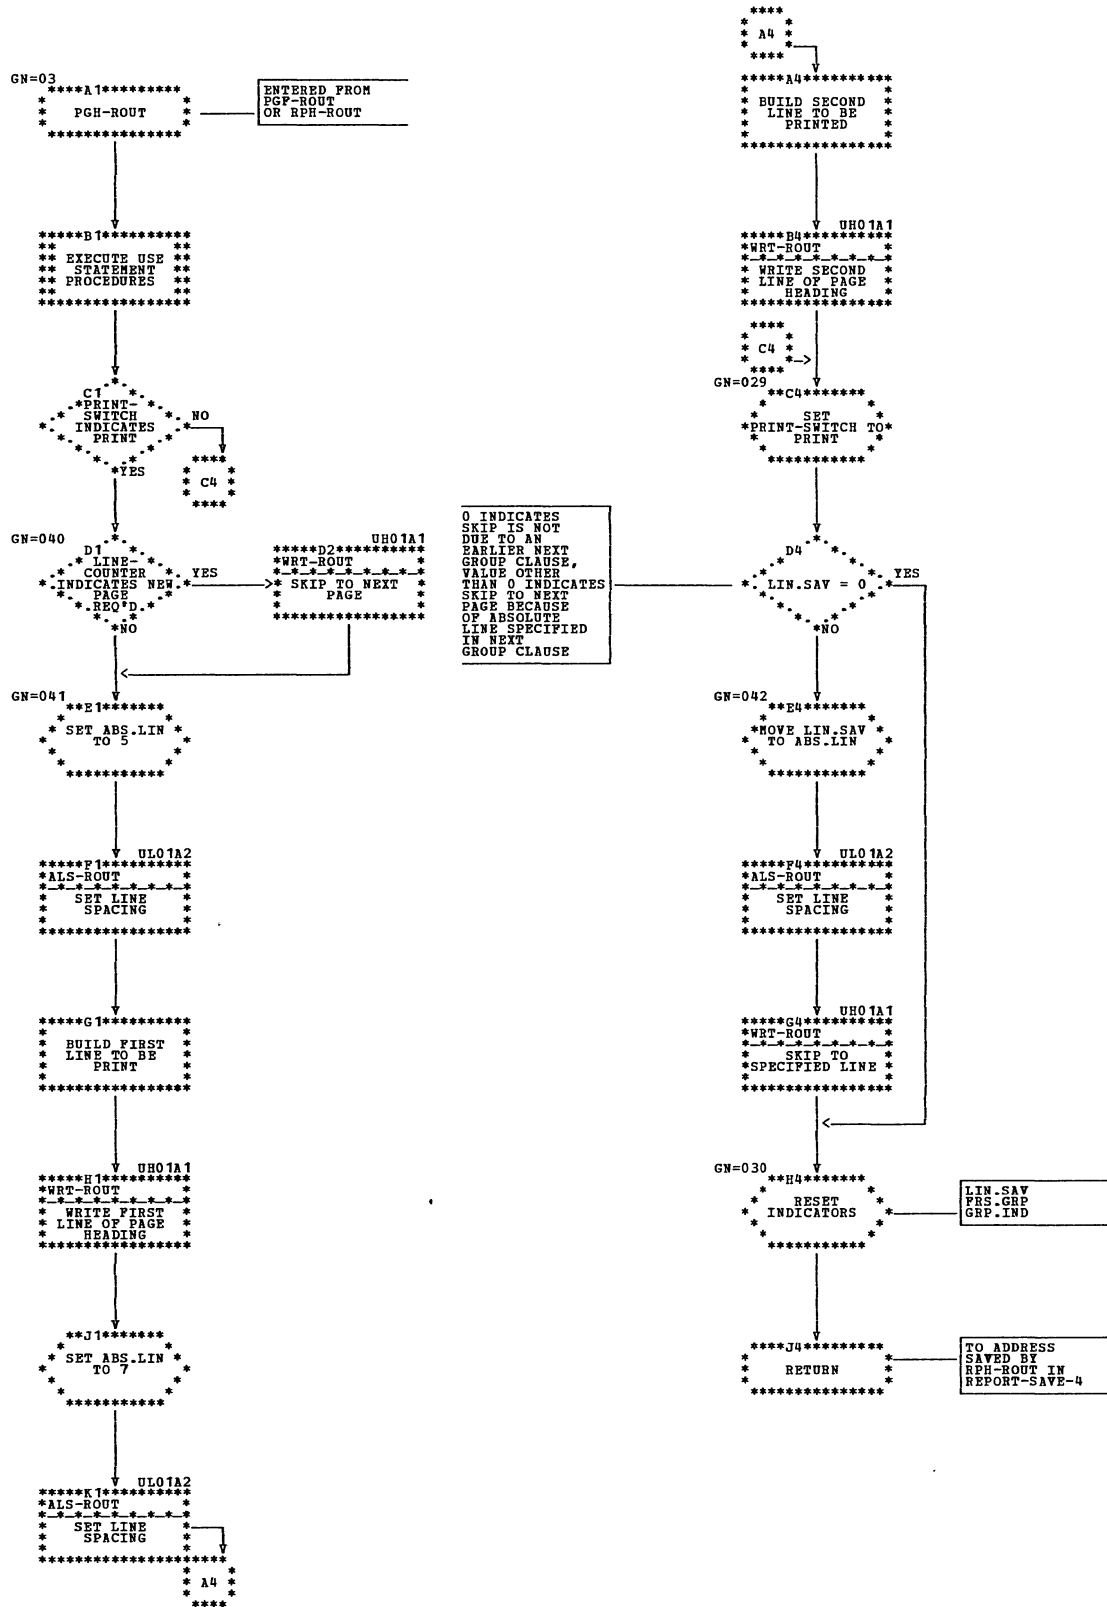 GN=03
A1
PGH-ROUT
ENTERED FROM
PGF-ROUT
OR RPH-ROUT
B1
EXECUTE USE
STATEMENT
PROCEDURES
C1
PRINT-
SWITCH
INDICATES
PRINT
NO
C4
YES
GN=040
D1
LINE-
COUNTER
INDICATES NEW
PAGE
REQ'D
YES
NO
UH01A1
D2
WRT-ROUT
SKIP TO NEXT
PAGE
GN=041
E1
SET ABS.LIN
TO 5
UL01A2
F1
ALS-ROUT
SET LINE
SPACING
G1
BUILD FIRST
LINE TO BE
PRINT
UH01A1
H1
WRT-ROUT
WRITE FIRST
LINE OF PAGE
HEADING
J1
SET ABS.LIN
TO 7
UL01A2
K1
ALS-ROUT
SET LINE
SPACING
A4
A4
A4
BUILD SECOND
LINE TO BE
PRINTED
UH01A1
B4
WRT-ROUT
WRITE SECOND
LINE OF PAGE
HEADING
C4
GN=029
C4
SET
PRINT-SWITCH TO
PRINT
0 INDICATES
SKIP IS NOT
DUE TO AN
EARLIER NEXT
GROUP CLAUSE,
VALUE OTHER
THAN 0 INDICATES
SKIP TO NEXT
PAGE BECAUSE
OF ABSOLUTE
LINE SPECIFIED
IN NEXT
GROUP CLAUSE
D4
LIN.SAV = 0
YES
NO
GN=042
E4
MOVE LIN.SAV
TO ABS.LIN
UL01A2
F4
ALS-ROUT
SET LINE
SPACING
UH01A1
G4
WRT-ROUT
SKIP TO
SPECIFIED LINE
GN=030
H4
RESET
INDICATORS
LIN.SAV
FRS.GRP
GRP.IND
J4
RETURN
TO ADDRESS
SAVED BY
RPH-ROUT IN
REPORT-SAVE-4